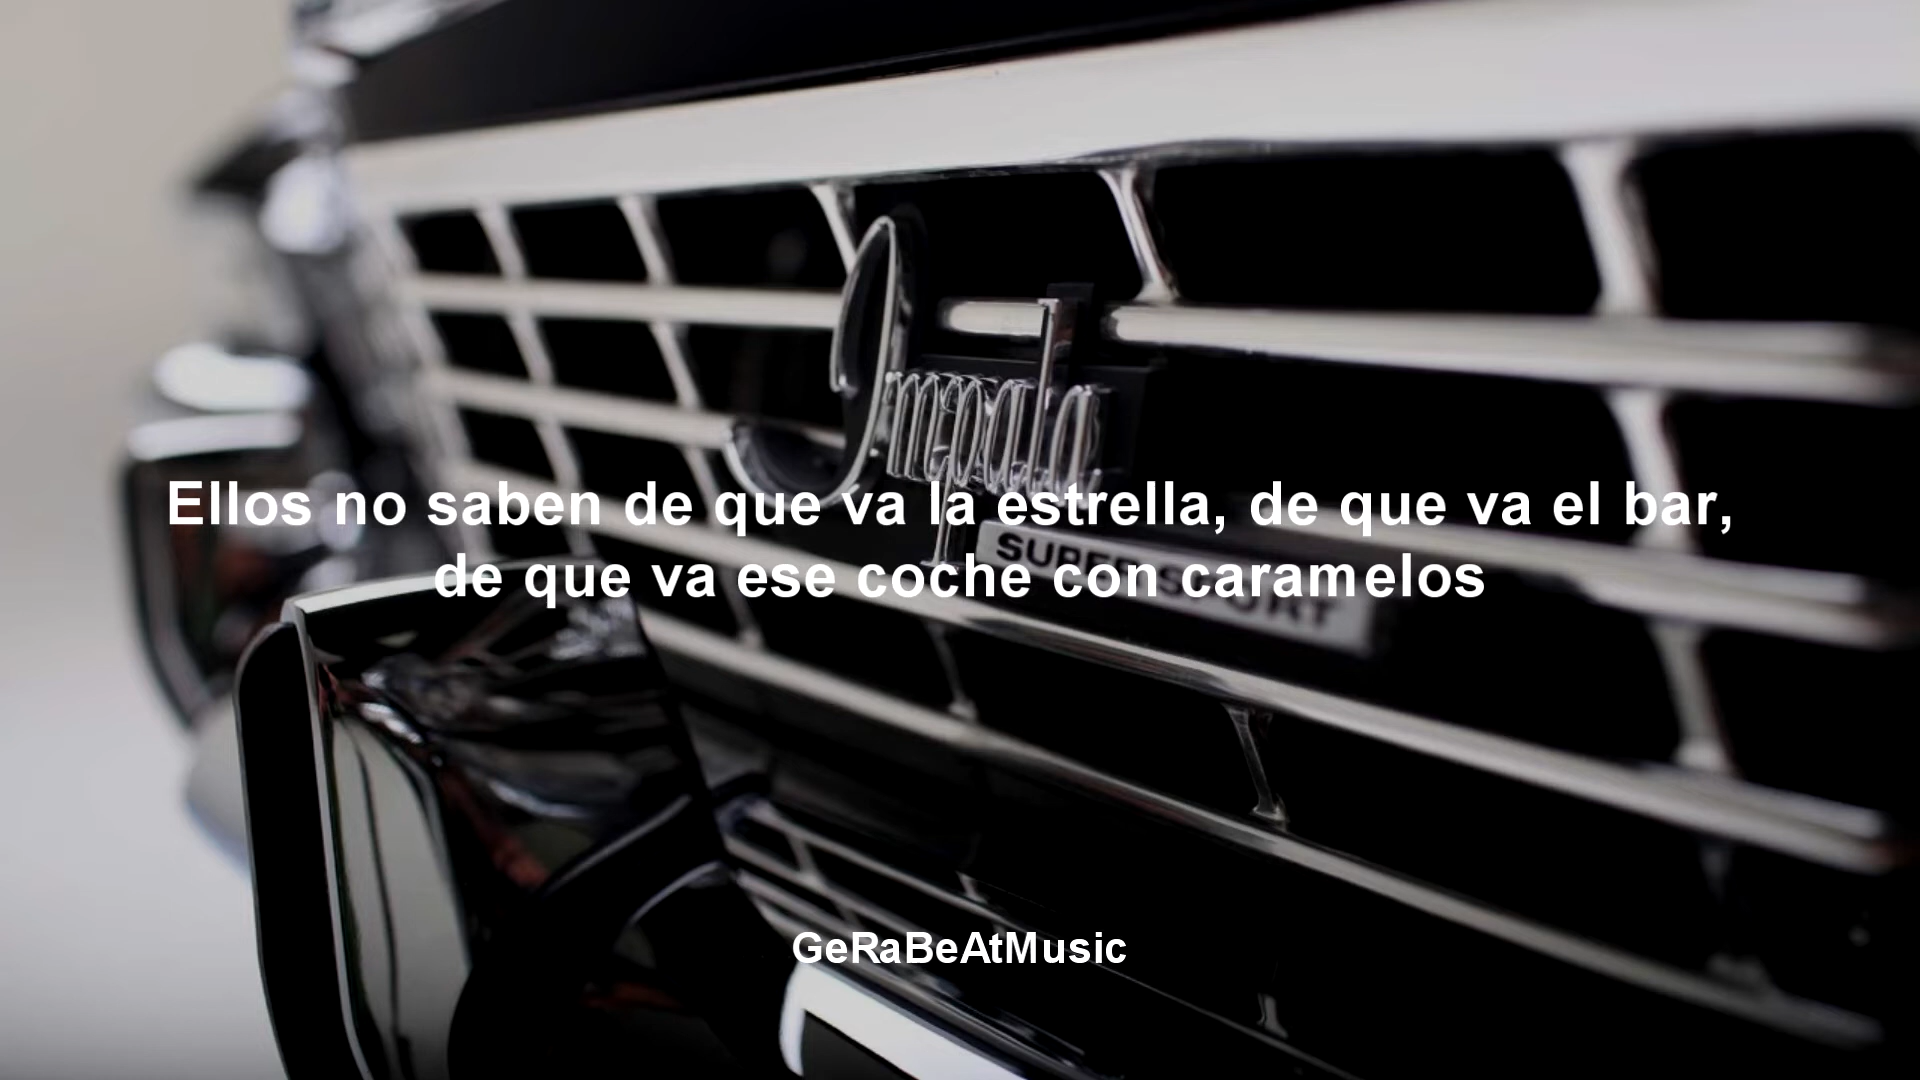 Impala
Ellos no saben de que va la estrella, de que va el bar,
SUPER SPORT
de que va ese coche con caramelos
GeRaBeAtMusic